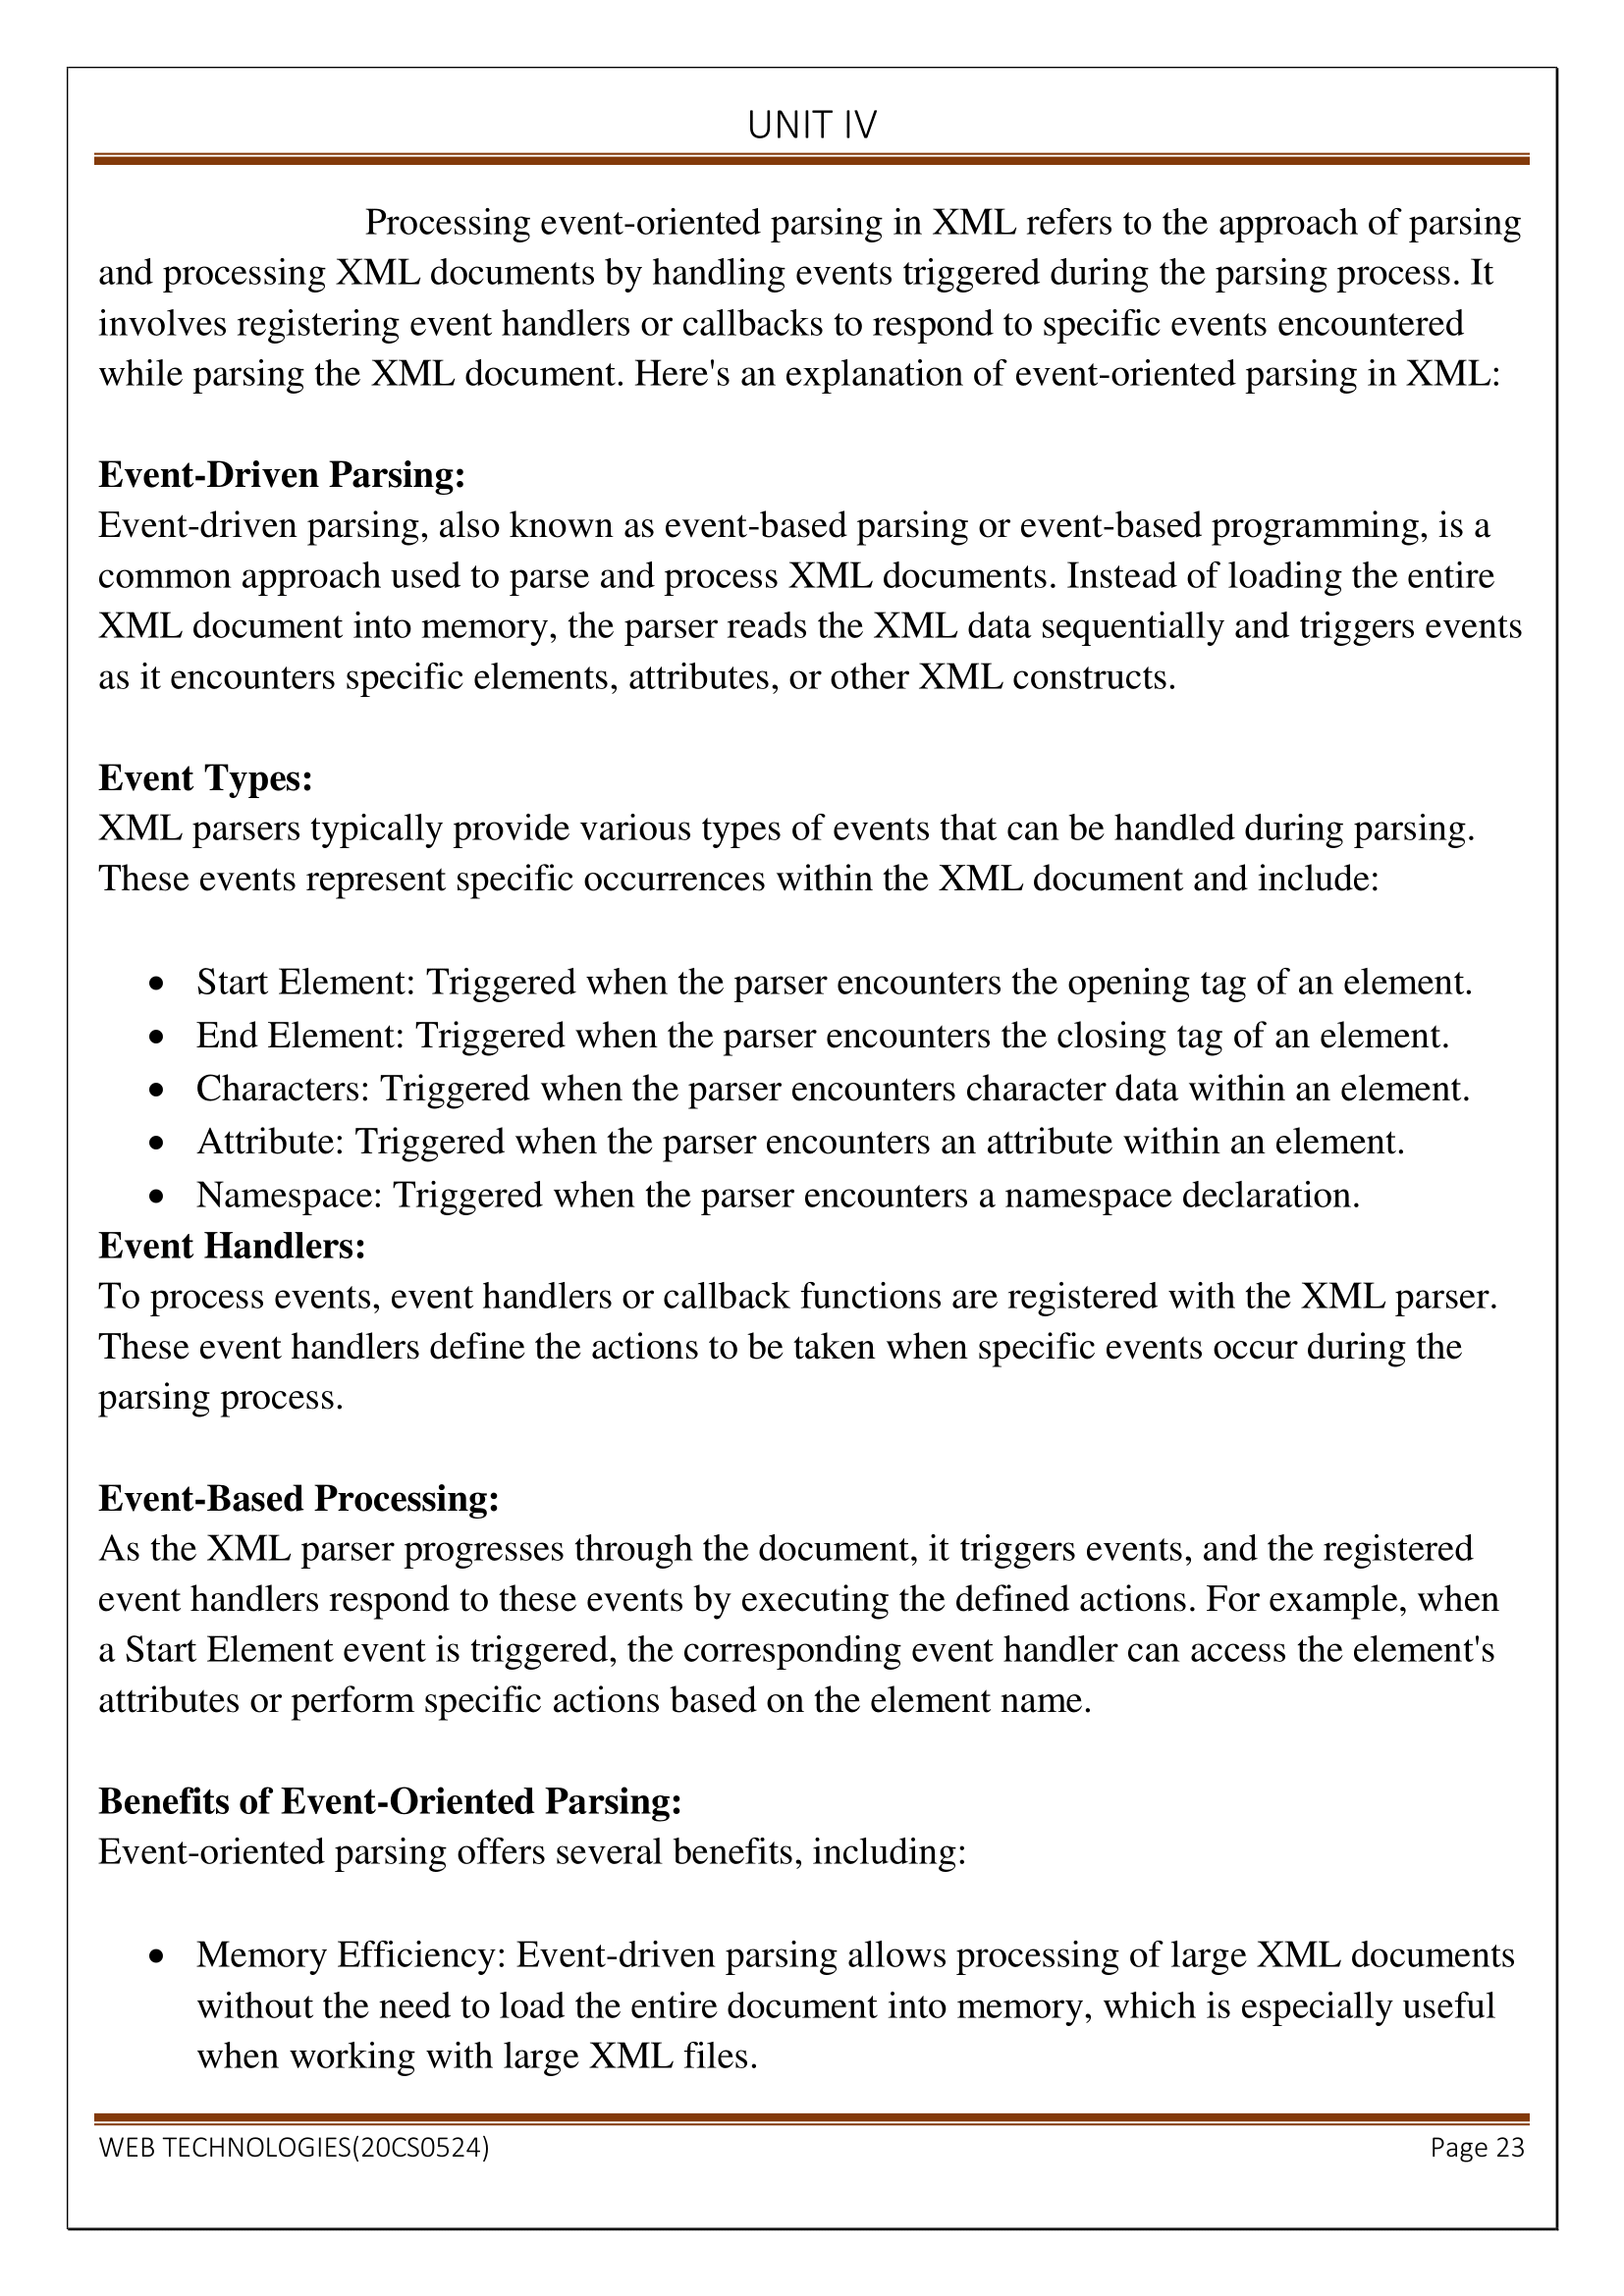 UNIT IV
Processing event-oriented parsing in XML refers to the approach of parsing
and processing XML documents by handling events triggered during the parsing process. It
involves registering event handlers or callbacks to respond to specific events encountered
while parsing the XML document. Here's an explanation of event-oriented parsing in XML:
Event-Driven Parsing:
Event-driven parsing, also known as event-based parsing or event-based programming, is a
common approach used to parse and process XML documents. Instead of loading the entire
XML document into memory, the parser reads the XML data sequentially and triggers events
as it encounters specific elements, attributes, or other XML constructs.
Event Types:
XML parsers typically provide various types of events that can be handled during parsing.
These events represent specific occurrences within the XML document and include:
• Start Element: Triggered when the parser encounters the opening tag of an element.
• End Element: Triggered when the parser encounters the closing tag of an element.
• Characters: Triggered when the parser encounters character data within an element.
• Attribute: Triggered when the parser encounters an attribute within an element.
• Namespace: Triggered when the parser encounters a namespace declaration.
Event Handlers:
To process events, event handlers or callback functions are registered with the XML parser.
These event handlers define the actions to be taken when specific events occur during the
parsing process.
Event-Based Processing:
As the XML parser progresses through the document, it triggers events, and the registered
event handlers respond to these events by executing the defined actions. For example, when
a Start Element event is triggered, the corresponding event handler can access the element's
attributes or perform specific actions based on the element name.
Benefits of Event-Oriented Parsing:
Event-oriented parsing offers several benefits, including:
• Memory Efficiency: Event-driven parsing allows processing of large XML documents
without the need to load the entire document into memory, which is especially useful
when working with large XML files.
WEB TECHNOLOGIES(20CS0524) Page 23